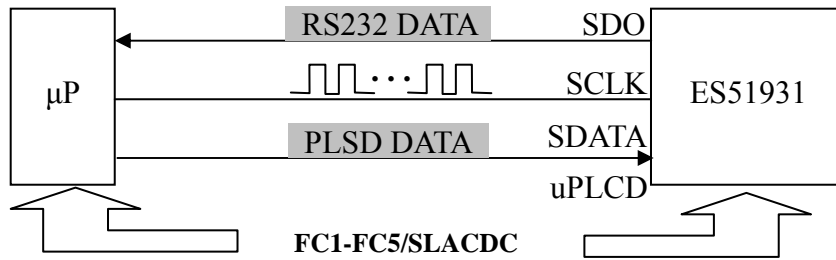 RS232 DATA SDO
μP SCLK ES51931
PLSD DATA SDATA
uPLCD
FC1-FC5/SLACDC